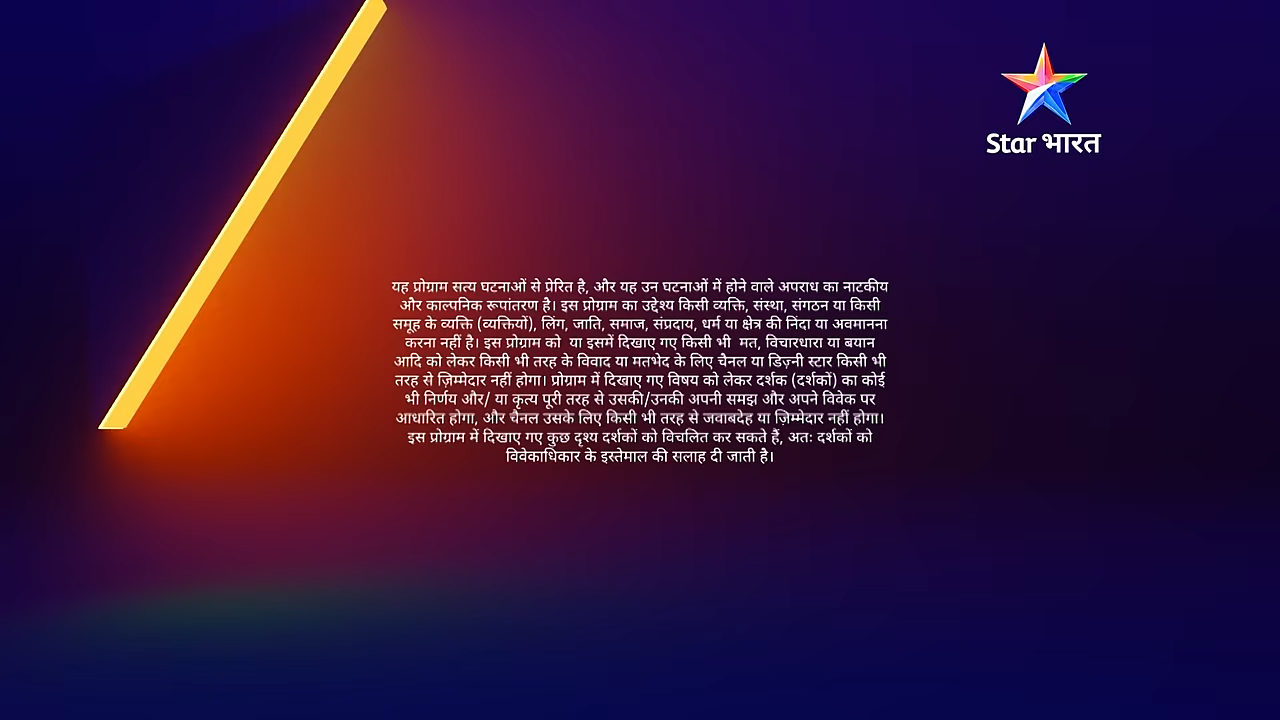 Star भारत
यह प्रोग्राम सत्य घटनाओं से प्रेरित है, और यह उन घटनाओं में होने वाले अपराध का नाटकीय
और काल्पनिक रूपांतरण है। इस प्रोग्राम का उद्देश्य किसी व्यक्ति, संस्था, संगठन या किसी
समूह के व्यक्ति (व्यक्तियों), लिंग, जाति, समाज, संप्रदाय, धर्म या क्षेत्र की निंदा या अवमानना
करना नहीं है। इस प्रोग्राम को या इसमें दिखाए गए किसी भी मत, विचारधारा या बयान
आदि को लेकर किसी भी तरह के विवाद या मतभेद के लिए चैनल या डिज़्नी स्टार किसी भी
तरह से ज़िम्मेदार नहीं होगा। प्रोग्राम में दिखाए गए विषय को लेकर दर्शक (दर्शकों) का कोई
भी निर्णय और/ या कृत्य पूरी तरह से उसकी/उनकी अपनी समझ और अपने विवेक पर
आधारित होगा, और चैनल उसके लिए किसी भी तरह से जवाबदेह या ज़िम्मेदार नहीं होगा।
इस प्रोग्राम में दिखाए गए कुछ दृश्य दर्शकों को विचलित कर सकते हैं, अतः दर्शकों को
विवेकाधिकार के इस्तेमाल की सलाह दी जाती है।